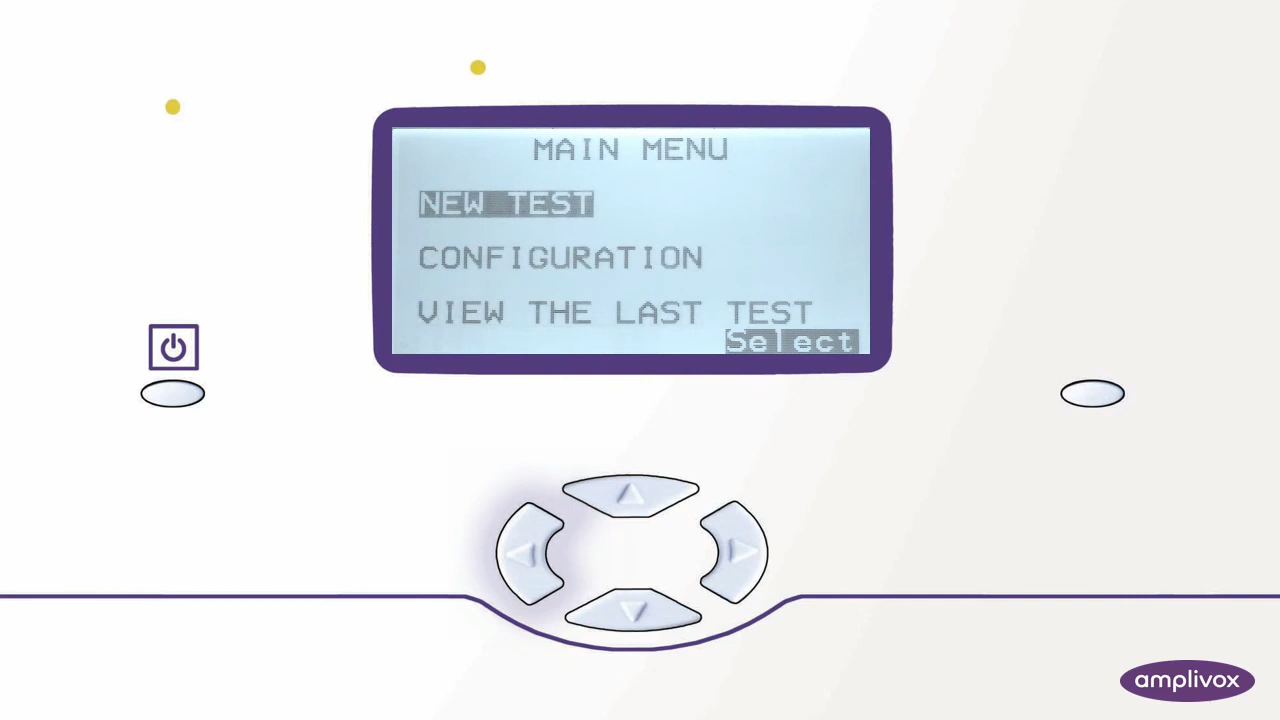 MAIN MENU
NEW TEST
CONFIGURATION
VIEW THE LAST TEST
Select
amplivox